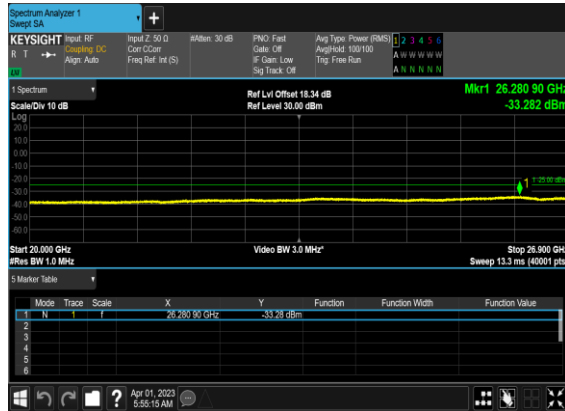 Spectrum Analyzer 1
Swept SA
+
KEYSIGHT Input: RF Input Z: 50 Ω #Atten: 30 dB PNO: Fast Avg Type: Power (RMS) 1 2 3 4 5 6
R T Coupling: DC Corr CCorr Gate: Off Avg|Hold: 100/100 A W W W W W
Align: Auto Freq Ref: Int (S) IF Gain: Low Trig: Free Run
Sig Track: Off A N N N N N
1 Spectrum
Ref Lvl Offset 18.34 dB Mkr1 26.280 90 GHz
Scale/Div 10 dB Ref Level 30.00 dBm -33.282 dBm
Log
20.0
10.0
0.00
-10.0
-20.0
1 -25.00 dBm
-30.0
-40.0
-50.0
-60.0
Start 20.000 GHz Video BW 3.0 MHz* Stop 26.900 GHz
#Res BW 1.0 MHz Sweep 13.3 ms (40001 pts)
5 Marker Table
Mode Trace Scale X Y Function Function Width Function Value
1 N 1 f 26.280 90 GHz -33.28 dBm
2
3
4
5
6
? Apr 01, 2023
5:55:15 AM